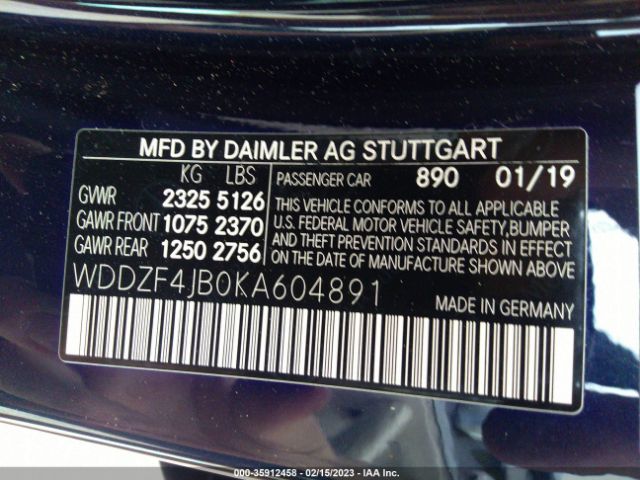 MFD BY DAIMLER AG STUTTGART
KG LBS
GVWR 2325 5126
GAWR FRONT 1075 2370
GAWR REAR 1250 2756
PASSENGER CAR 890 01/19
THIS VEHICLE CONFORMS TO ALL APPLICABLE
U.S. FEDERAL MOTOR VEHICLE SAFETY, BUMPER
AND THEFT PREVENTION STANDARDS IN EFFECT
ON THE DATE OF MANUFACTURE SHOWN ABOVE.
WDDZF4JB0KA604891
MADE IN GERMANY
000-35912458 - 02/15/2023 - IAAI Inc.